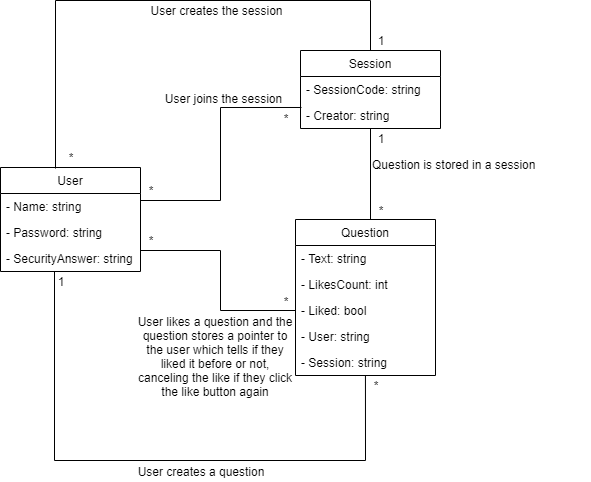 User creates the session
1
Session
- SessionCode: string
- Creator: string
User joins the session
*
1
Question is stored in a session
*
*
User
- Name: string
- Password: string
- SecurityAnswer: string
*
*
1
Question
- Text: string
- LikesCount: int
- Liked: bool
- User: string
- Session: string
*
User likes a question and the
question stores a pointer to
the user which tells if they
liked it before or not,
canceling the like if they click
the like button again
*
User creates a question